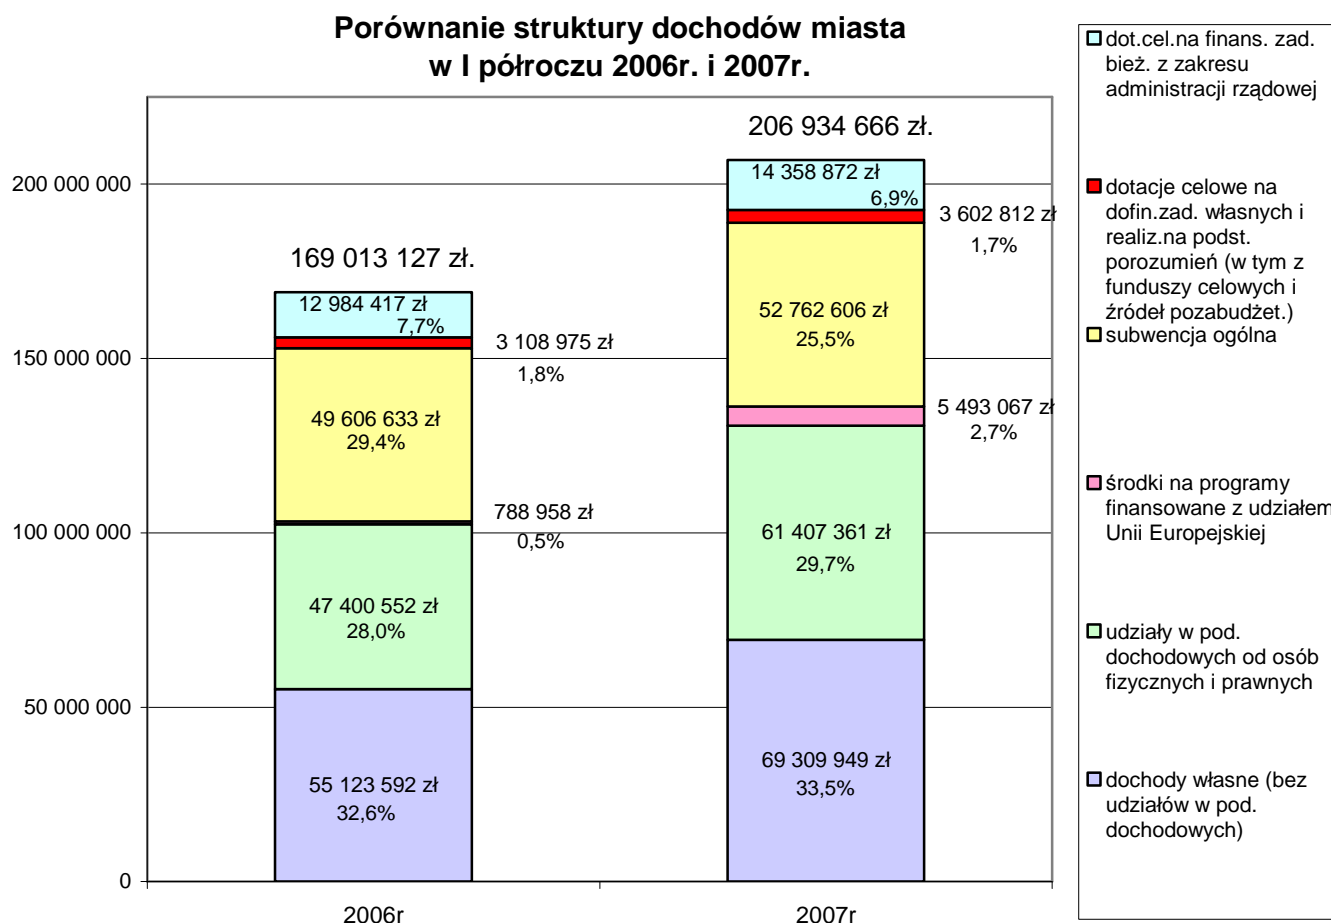 Porównanie struktury dochodów miasta
w I półroczu 2006r. i 2007r.
206 934 666 zł.
14 358 872 zł
6,9%
200 000 000
3 602 812 zł
1,7%
169 013 127 zł.
12 984 417 zł
7,7%
52 762 606 zł
25,5%
3 108 975 zł
1,8%
150 000 000
49 606 633 zł
29,4%
5 493 067 zł
2,7%
788 958 zł
0,5%
100 000 000
61 407 361 zł
29,7%
47 400 552 zł
28,0%
50 000 000
69 309 949 zł
33,5%
55 123 592 zł
32,6%
0
2006r
2007r
dot.cel.na finans. zad.
bież. z zakresu
administracji rządowej
dotacje celowe na
dofin.zad. własnych i
realiz.na podst.
porozumień (w tym z
funduszy celowych i
źródeł pozabudżet.)
subwencja ogólna
środki na programy
finansowane z udziałem
Unii Europejskiej
udziały w pod.
dochodowych od osób
fizycznych i prawnych
dochody własne (bez
udziałów w pod.
dochodowych)